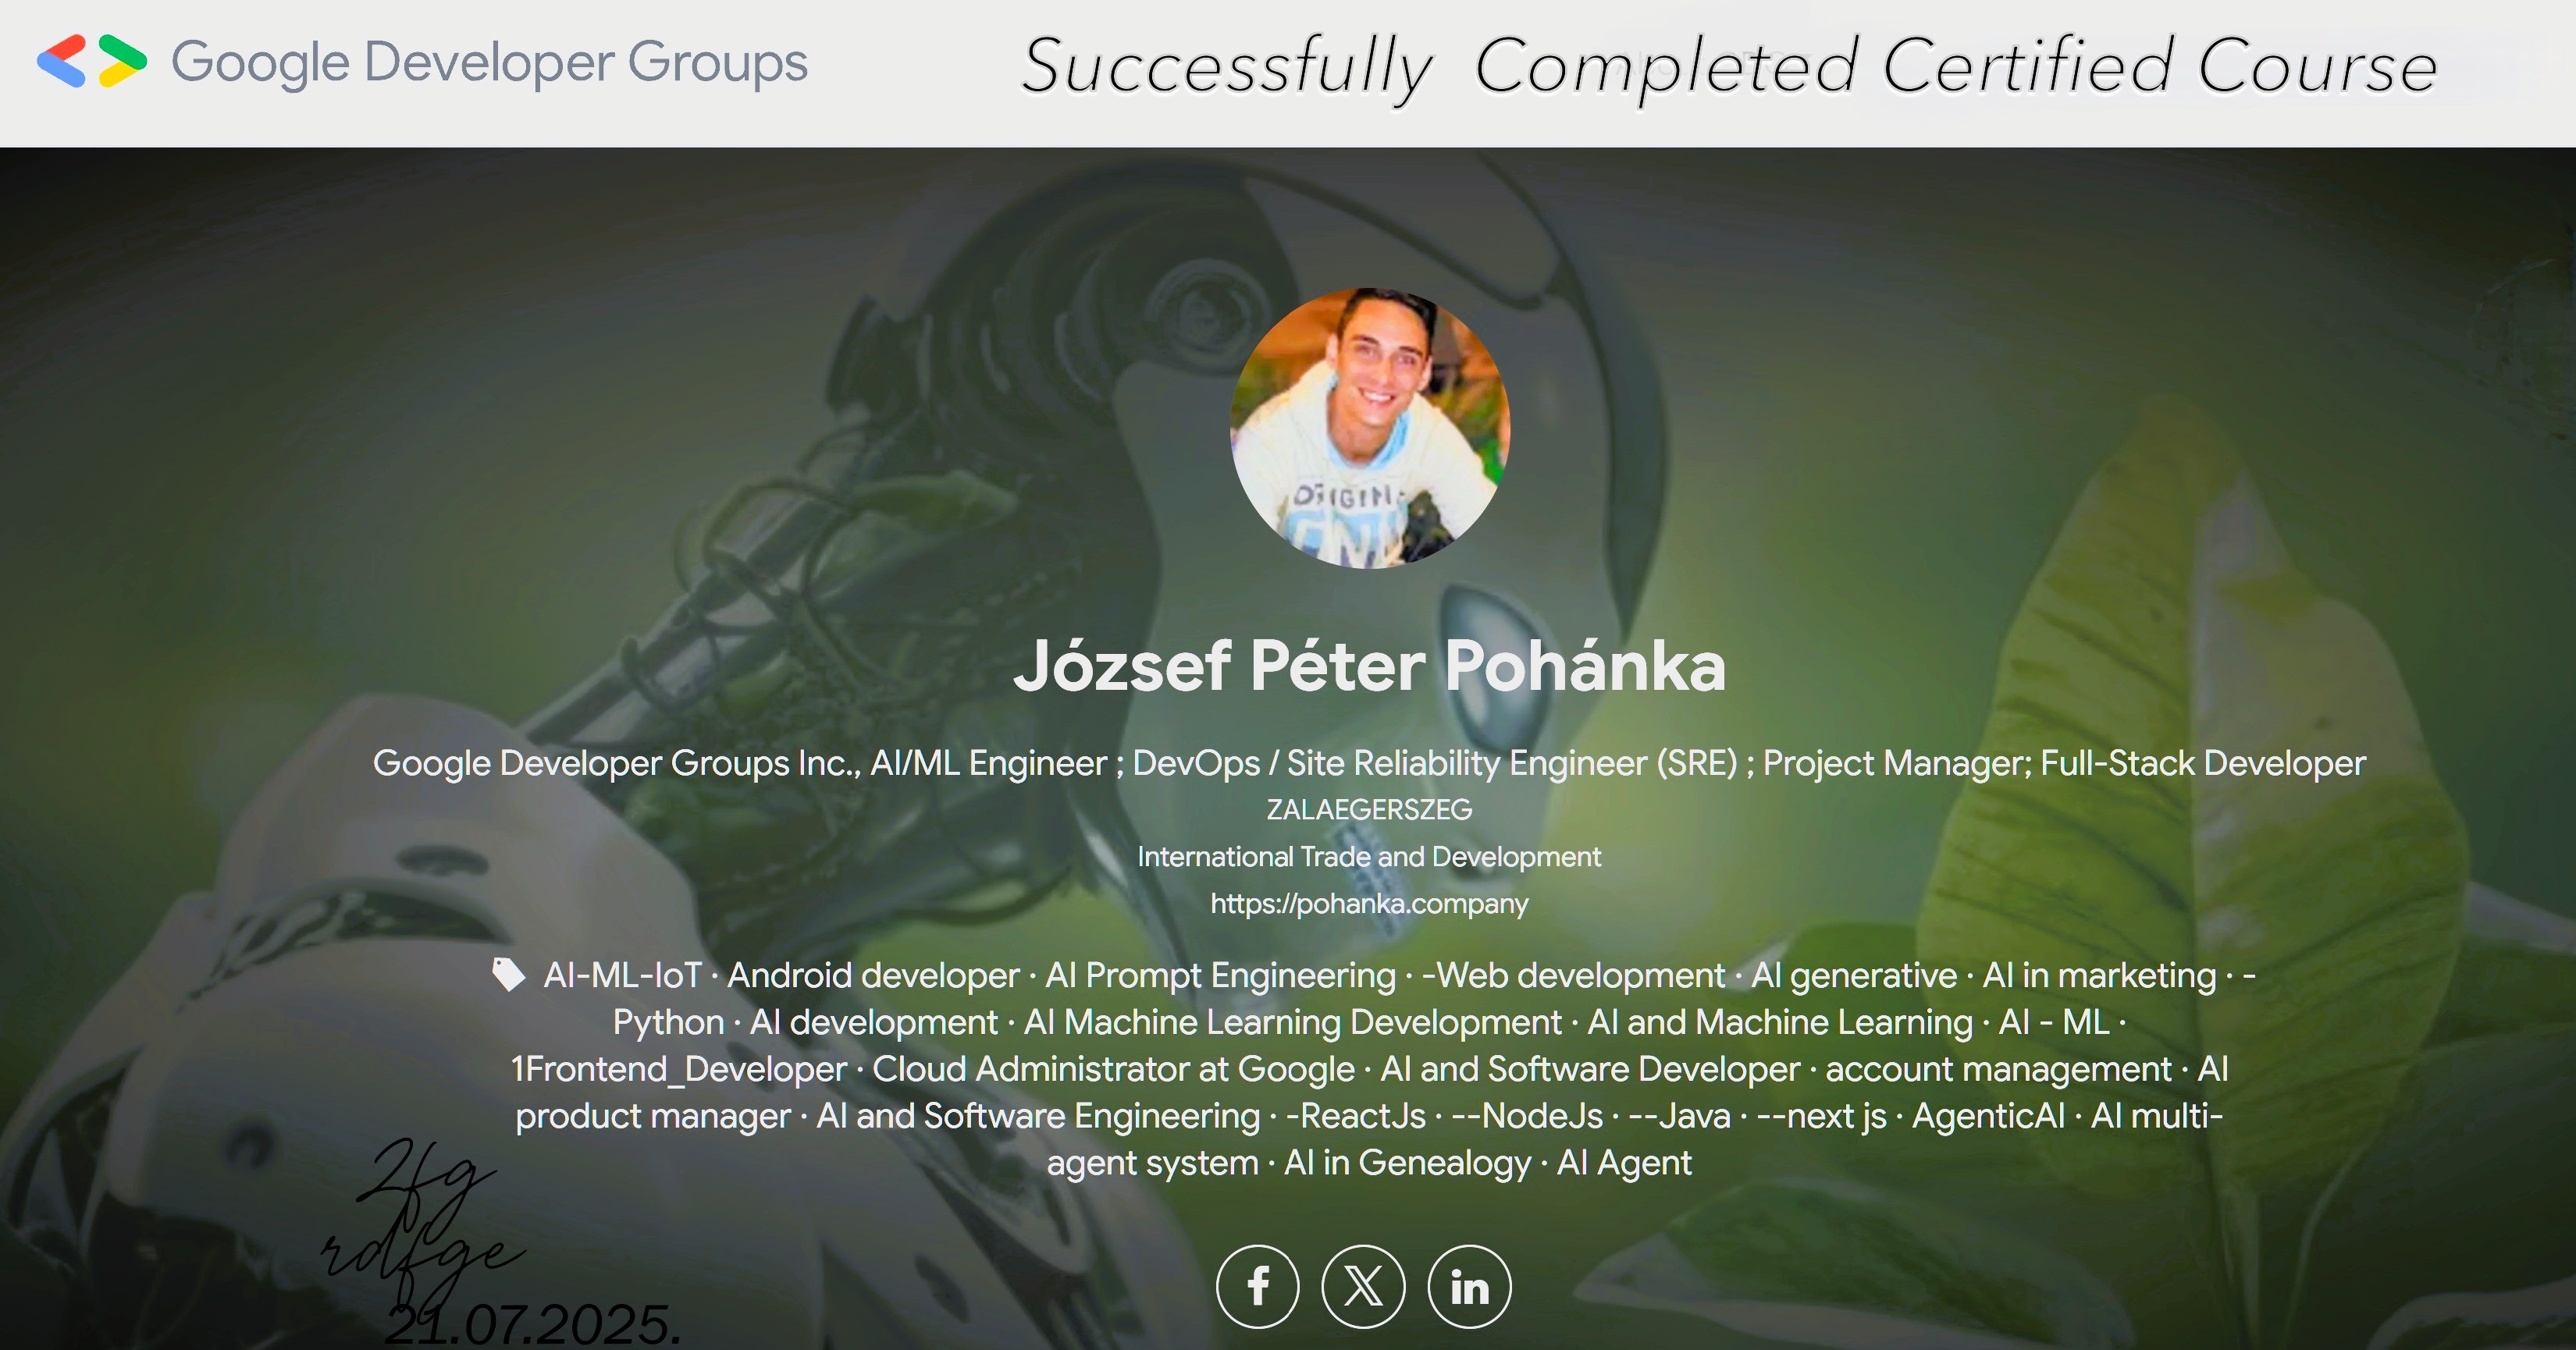 Google Developer Groups
Successfully Completed Certified Course
József Péter Pohánka
Google Developer Groups Inc., AI/ML Engineer ; DevOps / Site Reliability Engineer (SRE) ; Project Manager; Full-Stack Developer
ZALAEGERSZEG
International Trade and Development
https://pohanka.company
AI-ML-IoT · Android developer · AI Prompt Engineering · -Web development · AI generative · AI in marketing · -
Python · AI development · AI Machine Learning Development · AI and Machine Learning · AI - ML ·
1Frontend_Developer · Cloud Administrator at Google · AI and Software Developer · account management · AI
product manager · AI and Software Engineering · -ReactJs · --NodeJs · --Java · --next js · AgenticAI · AI multi-
agent system · AI in Genealogy · AI Agent
21.07.2025.